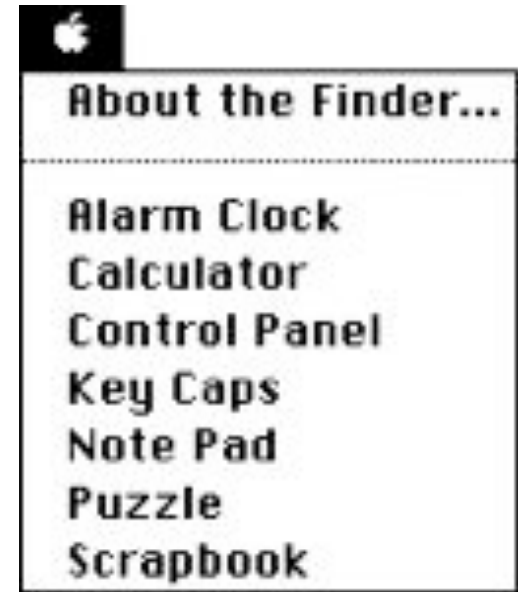 About the Finder...
Alarm Clock
Calculator
Control Panel
Key Caps
Note Pad
Puzzle
Scrapbook